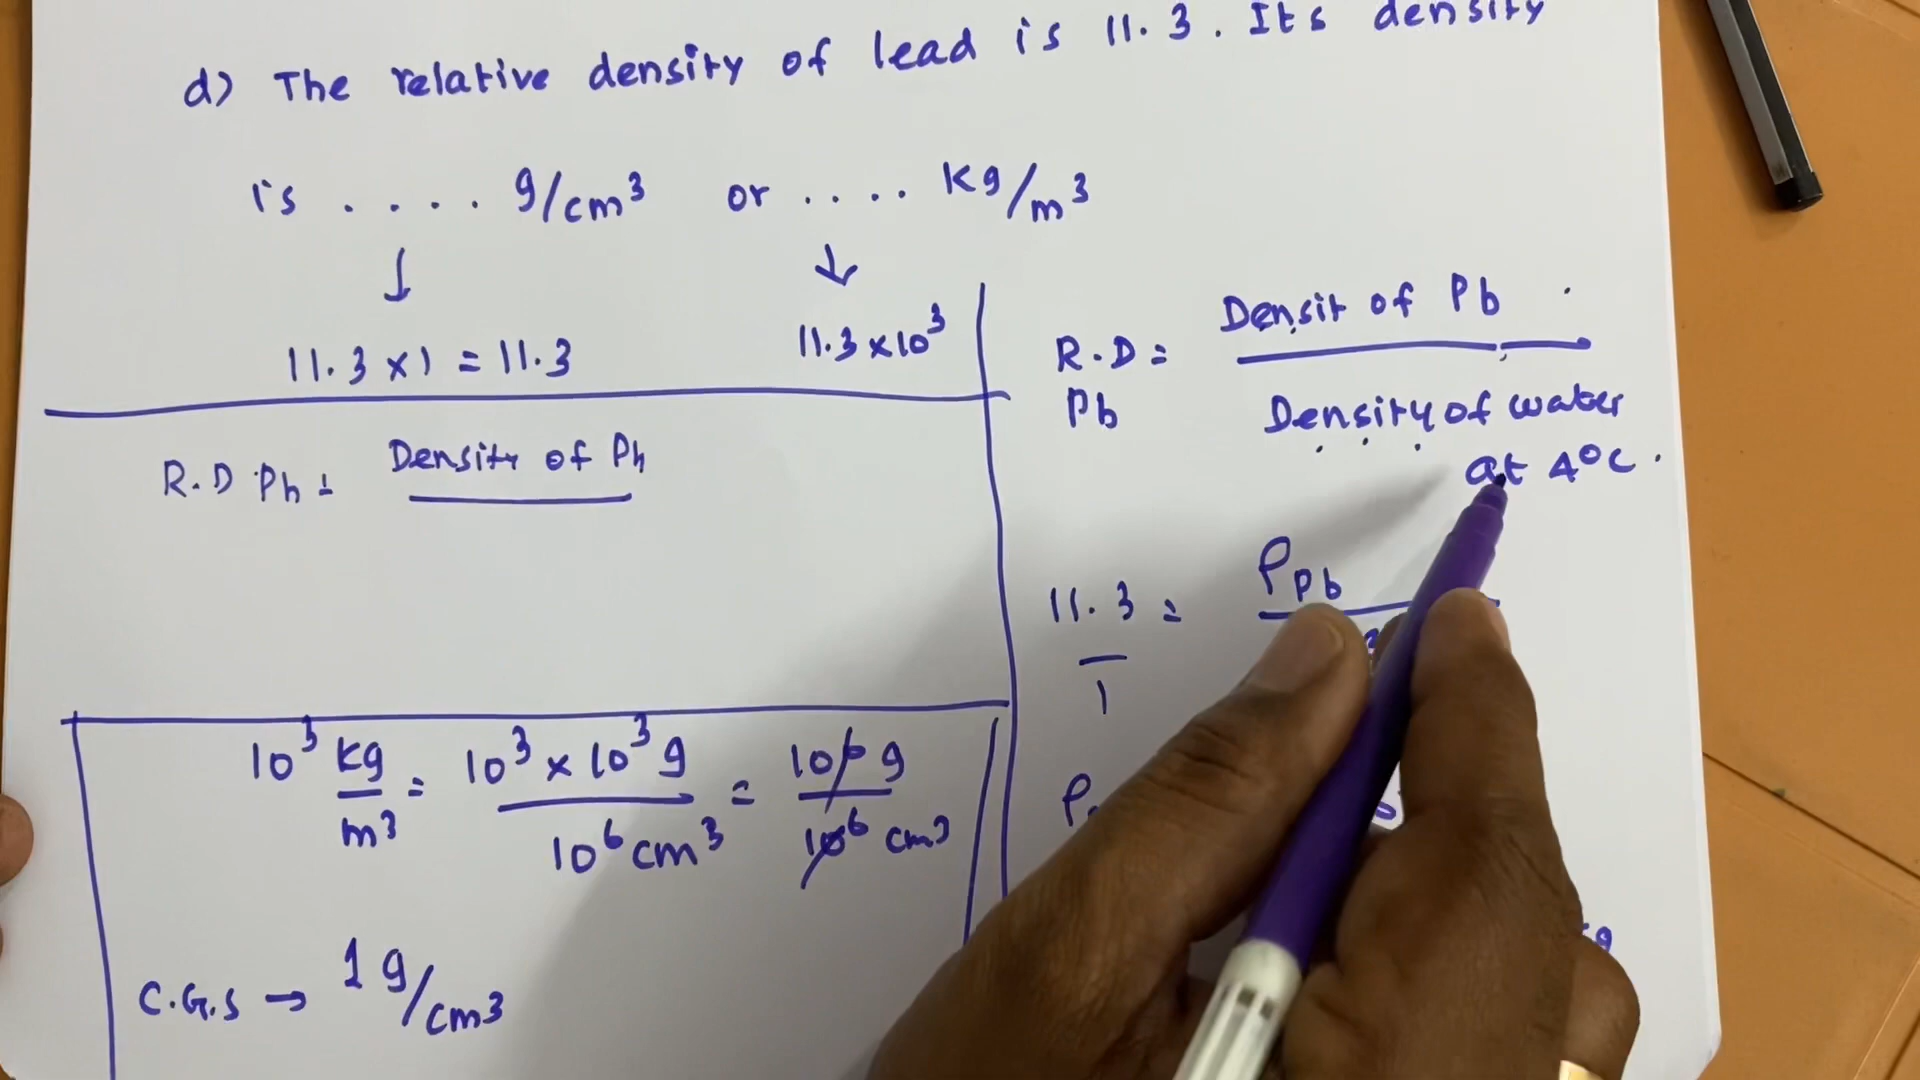 d) The relative density of lead is 11.3. Its density
is .... g/cm³ or .... kg/m³
↓ ↓
11.3 × 1 = 11.3
11.3 × 10³
R.D Ph = Density of Ph
10³ kg/m³ = 10³ × 10³ g / 10⁶ cm³ = 10⁶ g / 10⁶ cm³
C.G.S → 1 g/cm3
R.D = Densit of Pb
Pb Density of water
at 4°C.
11.3 = ρPb
1